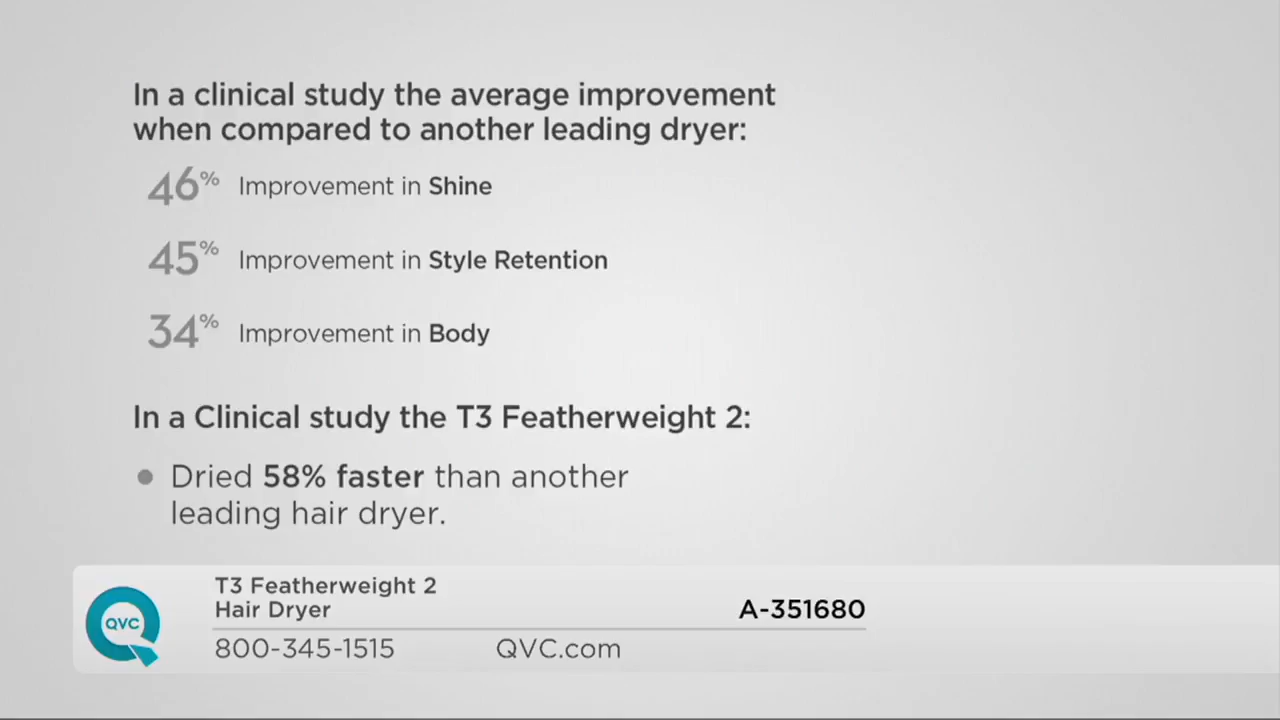 In a clinical study the average improvement
when compared to another leading dryer:
46% Improvement in Shine
45% Improvement in Style Retention
34% Improvement in Body
In a Clinical study the T3 Featherweight 2:
● Dried 58% faster than another
leading hair dryer.
T3 Featherweight 2
Hair Dryer
A-351680
QVC
800-345-1515
QVC.com